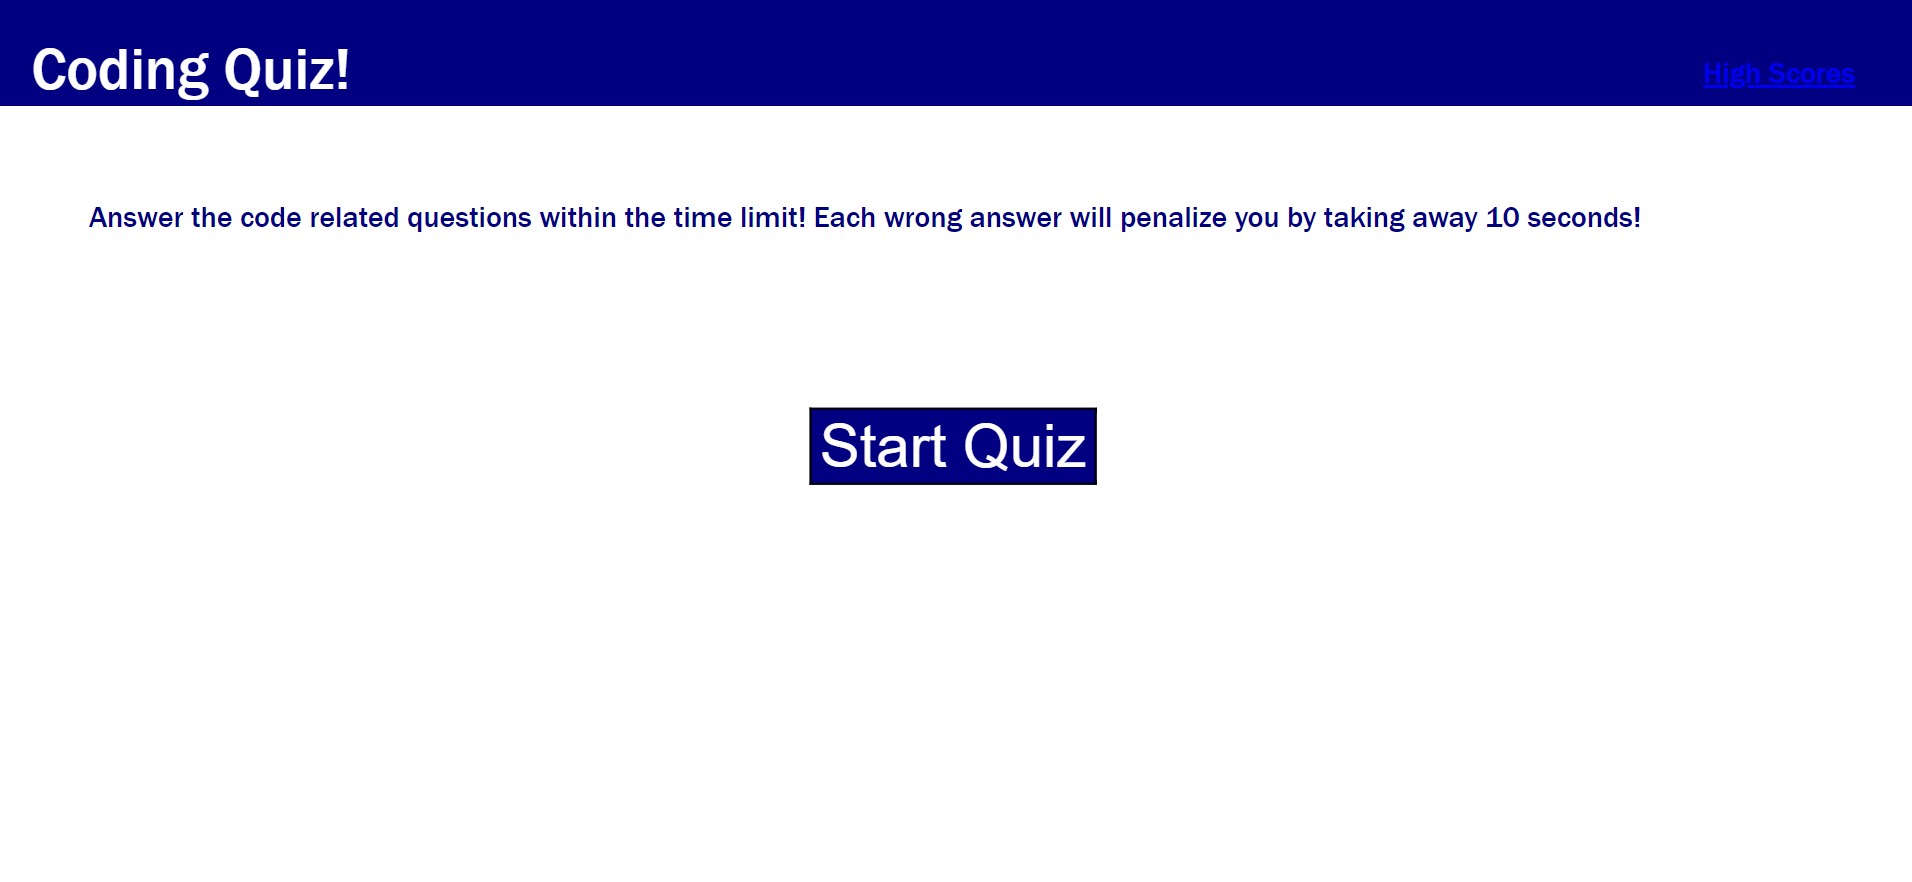 Coding Quiz!
High Scores
Answer the code related questions within the time limit! Each wrong answer will penalize you by taking away 10 seconds!
Start Quiz